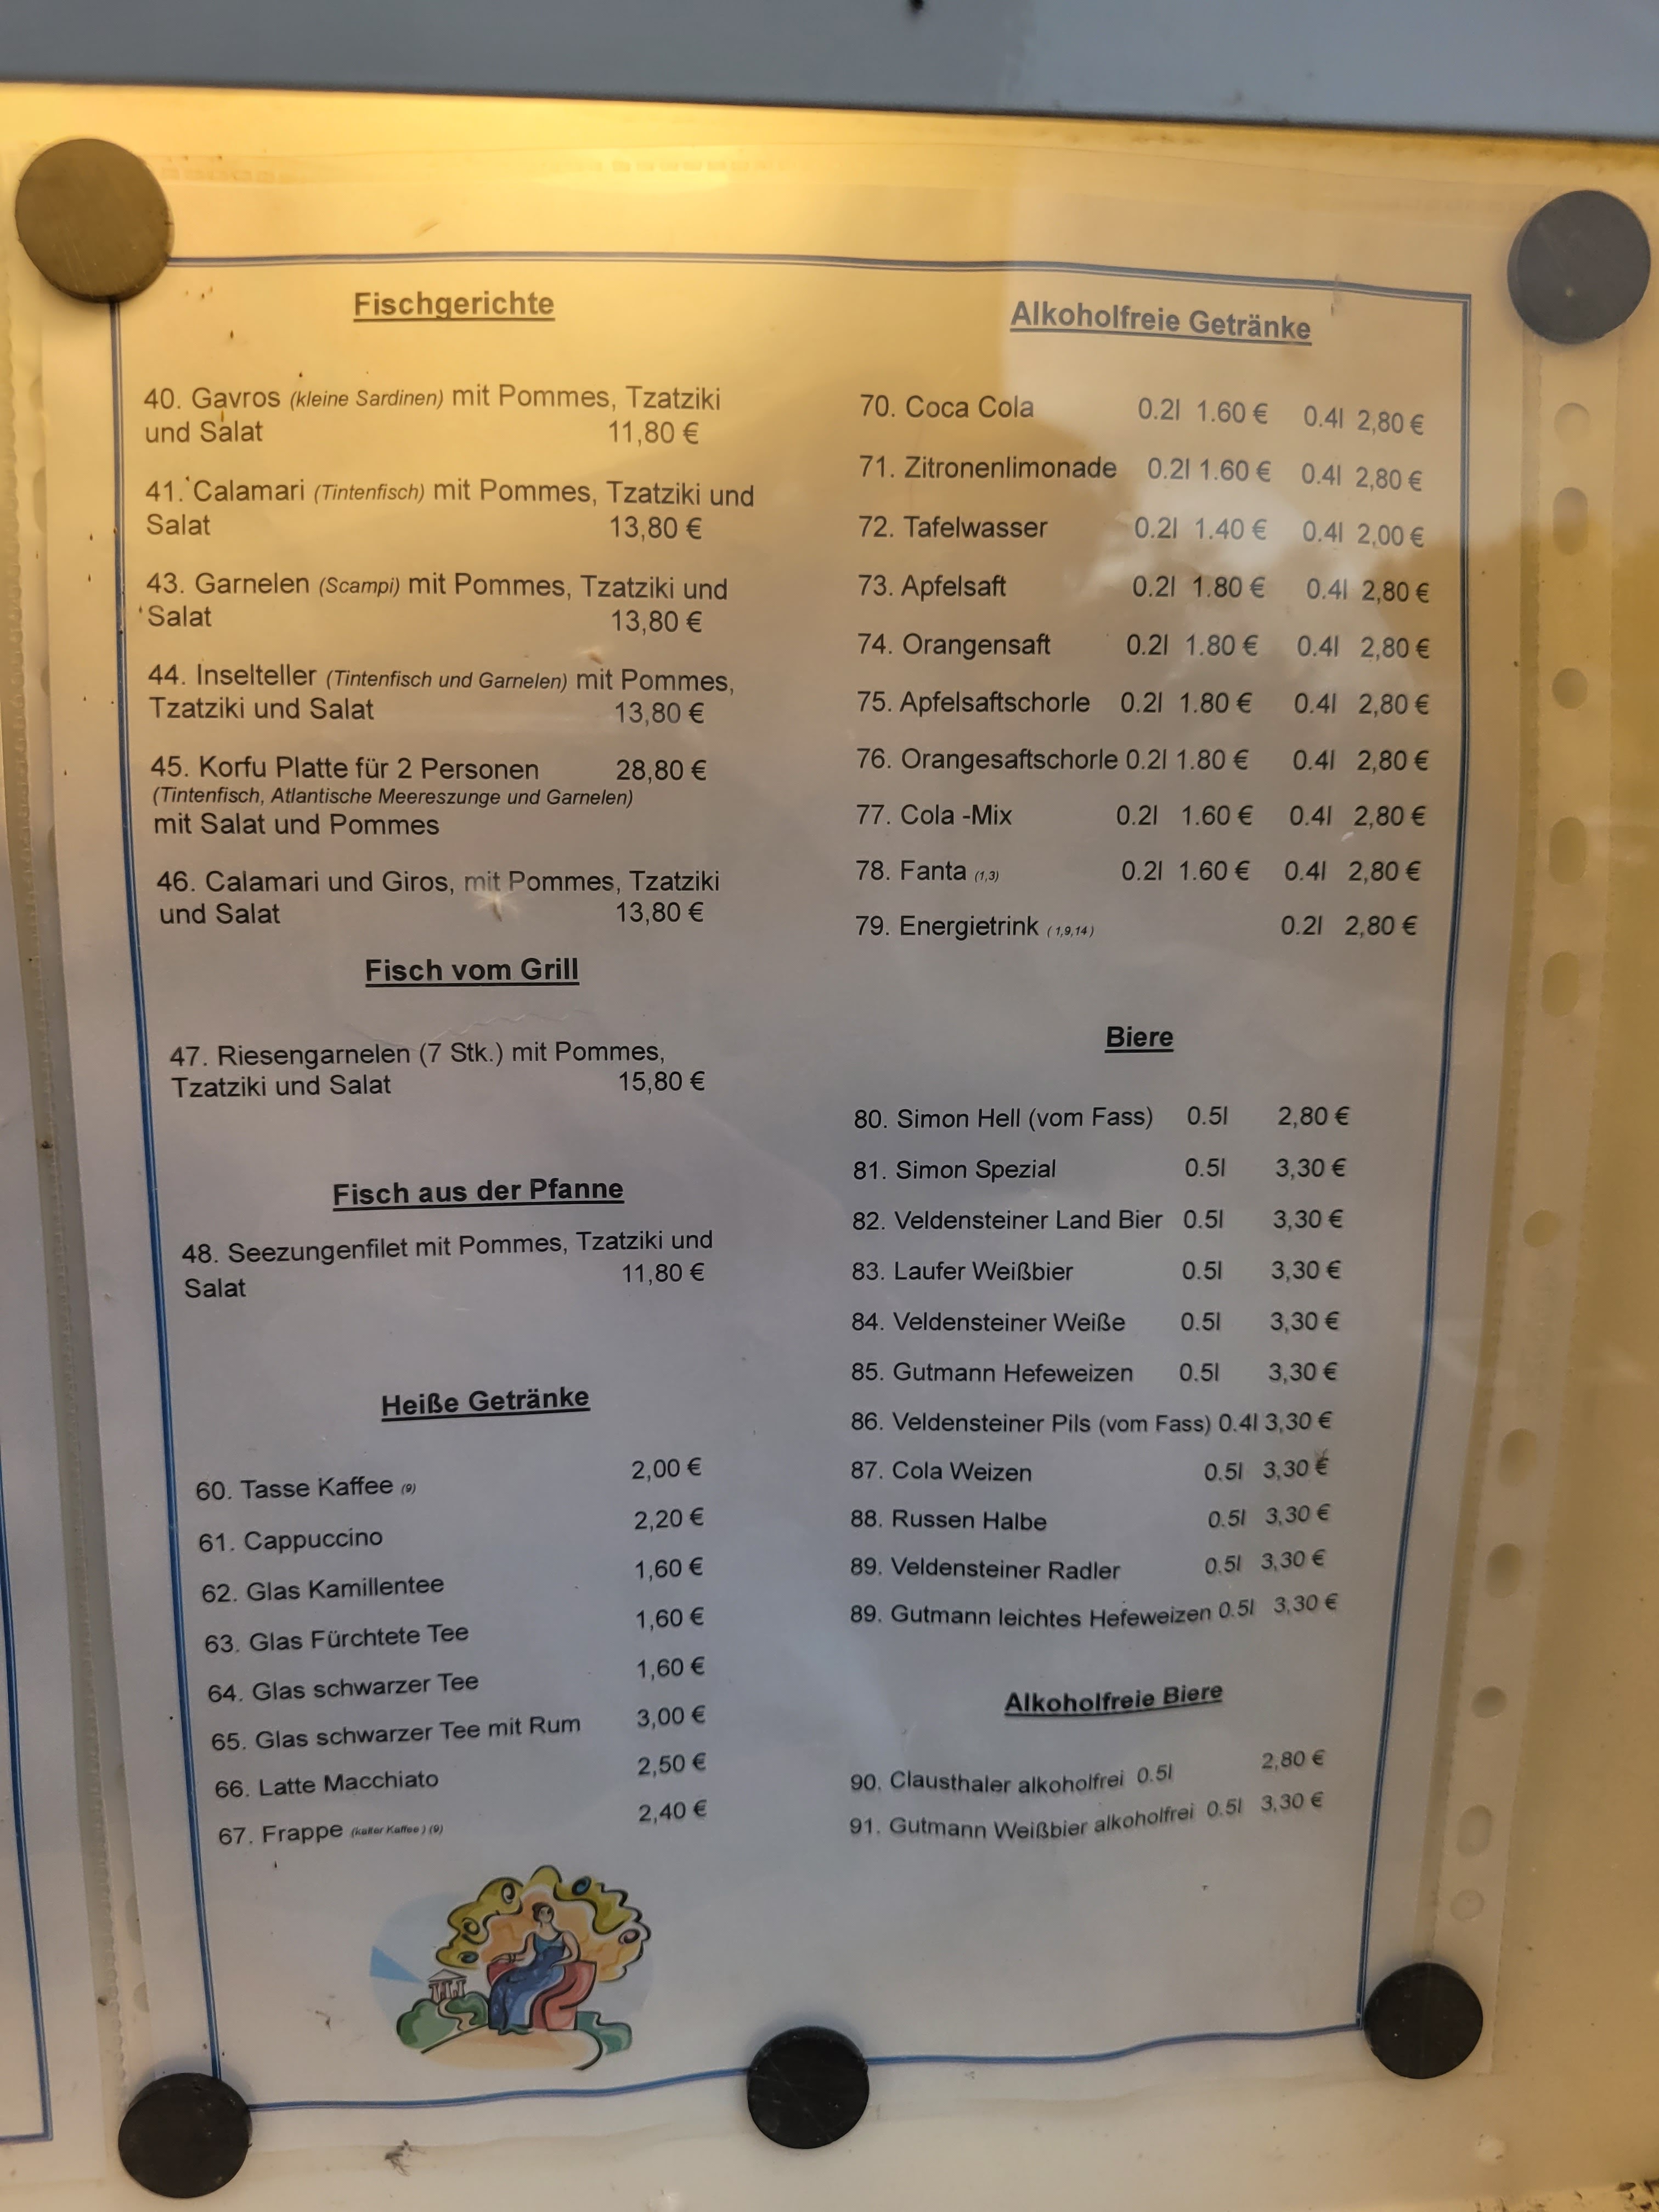 Fischgerichte
40. Gavros (kleine Sardinen) mit Pommes, Tzatziki
und Salat 11,80 €
41. Calamari (Tintenfisch) mit Pommes, Tzatziki und
Salat 13,80 €
43. Garnelen (Scampi) mit Pommes, Tzatziki und
Salat 13,80 €
44. Inselteller (Tintenfisch und Garnelen) mit Pommes,
Tzatziki und Salat 13,80 €
45. Korfu Platte für 2 Personen 28,80 €
(Tintenfisch, Atlantische Meereszunge und Garnelen)
mit Salat und Pommes
46. Calamari und Giros, mit Pommes, Tzatziki
und Salat 13,80 €
Fisch vom Grill
47. Riesengarnelen (7 Stk.) mit Pommes,
Tzatziki und Salat 15,80 €
Fisch aus der Pfanne
48. Seezungenfilet mit Pommes, Tzatziki und
Salat 11,80 €
Heiße Getränke
60. Tasse Kaffee (9) 2,00 €
61. Cappuccino 2,20 €
62. Glas Kamillentee 1,60 €
63. Glas Fürchtete Tee 1,60 €
64. Glas schwarzer Tee 1,60 €
65. Glas schwarzer Tee mit Rum 3,00 €
66. Latte Macchiato 2,50 €
67. Frappe (kalter Kaffee ) (9) 2,40 €
Alkoholfreie Getränke
70. Coca Cola 0.2l 1.60 € 0.4l 2,80 €
71. Zitronenlimonade 0.2l 1.60 € 0.4l 2,80 €
72. Tafelwasser 0.2l 1.40 € 0.4l 2,00 €
73. Apfelsaft 0.2l 1.80 € 0.4l 2,80 €
74. Orangensaft 0.2l 1.80 € 0.4l 2,80 €
75. Apfelsaftschorle 0.2l 1.80 € 0.4l 2,80 €
76. Orangesaftschorle 0.2l 1.80 € 0.4l 2,80 €
77. Cola -Mix 0.2l 1.60 € 0.4l 2,80 €
78. Fanta (1,3) 0.2l 1.60 € 0.4l 2,80 €
79. Energietrink ( 1,9,14 ) 0.2l 2,80 €
Biere
80. Simon Hell (vom Fass) 0.5l 2,80 €
81. Simon Spezial 0.5l 3,30 €
82. Veldensteiner Land Bier 0.5l 3,30 €
83. Laufer Weißbier 0.5l 3,30 €
84. Veldensteiner Weiße 0.5l 3,30 €
85. Gutmann Hefeweizen 0.5l 3,30 €
86. Veldensteiner Pils (vom Fass) 0.4l 3,30 €
87. Cola Weizen 0.5l 3,30 €
88. Russen Halbe 0.5l 3,30 €
89. Veldensteiner Radler 0.5l 3,30 €
89. Gutmann leichtes Hefeweizen 0.5l 3,30 €
Alkoholfreie Biere
90. Clausthaler alkoholfrei 0.5l 2,80 €
91. Gutmann Weißbier alkoholfrei 0.5l 3,30 €